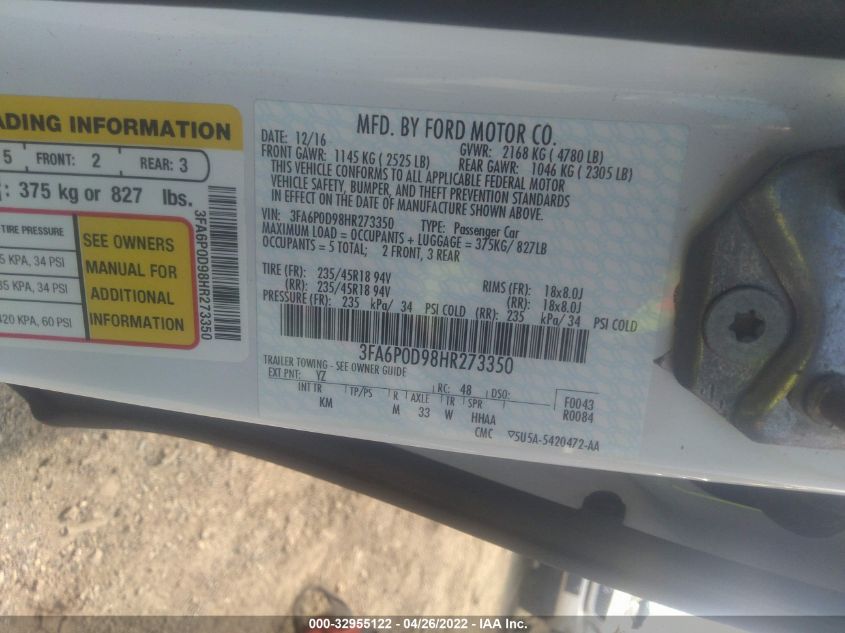 ADING INFORMATION
5 FRONT: 2 REAR: 3
: 375 kg or 827 lbs.
TIRE PRESSURE
5 KPA, 34 PSI
35 KPA, 34 PSI
420 KPA, 60 PSI
SEE OWNERS
MANUAL FOR
ADDITIONAL
INFORMATION
3FA6P0D98HR273350
MFD. BY FORD MOTOR CO.
DATE: 12/16 GVWR: 2168 KG ( 4780 LB)
FRONT GAWR: 1145 KG ( 2525 LB) REAR GAWR: 1046 KG ( 2305 LB)
THIS VEHICLE CONFORMS TO ALL APPLICABLE FEDERAL MOTOR
VEHICLE SAFETY, BUMPER, AND THEFT PREVENTION STANDARDS
IN EFFECT ON THE DATE OF MANUFACTURE SHOWN ABOVE.
VIN: 3FA6P0D98HR273350 TYPE: Passenger Car
MAXIMUM LOAD = OCCUPANTS + LUGGAGE = 375KG/ 827LB
OCCUPANTS = 5 TOTAL; 2 FRONT, 3 REAR
TIRE (FR): 235/45R18 94V RIMS (FR): 18x8.0J
(RR): 235/45R18 94V (RR): 18x8.0J
PRESSURE (FR): 235 kPa/ 34 PSI COLD (RR): 235 kPa/ 34 PSI COLD
3FA6P0D98HR273350
TRAILER TOWING - SEE OWNER GUIDE
EXT PNT: YZ RC: 48 DSO: F0043
INT TR TP/PS R AXLE TR SPR R0084
KM M 33 W HHAA
CMC 5U5A-5420472-AA
000-32955122 - 04/26/2022 - IAA Inc.